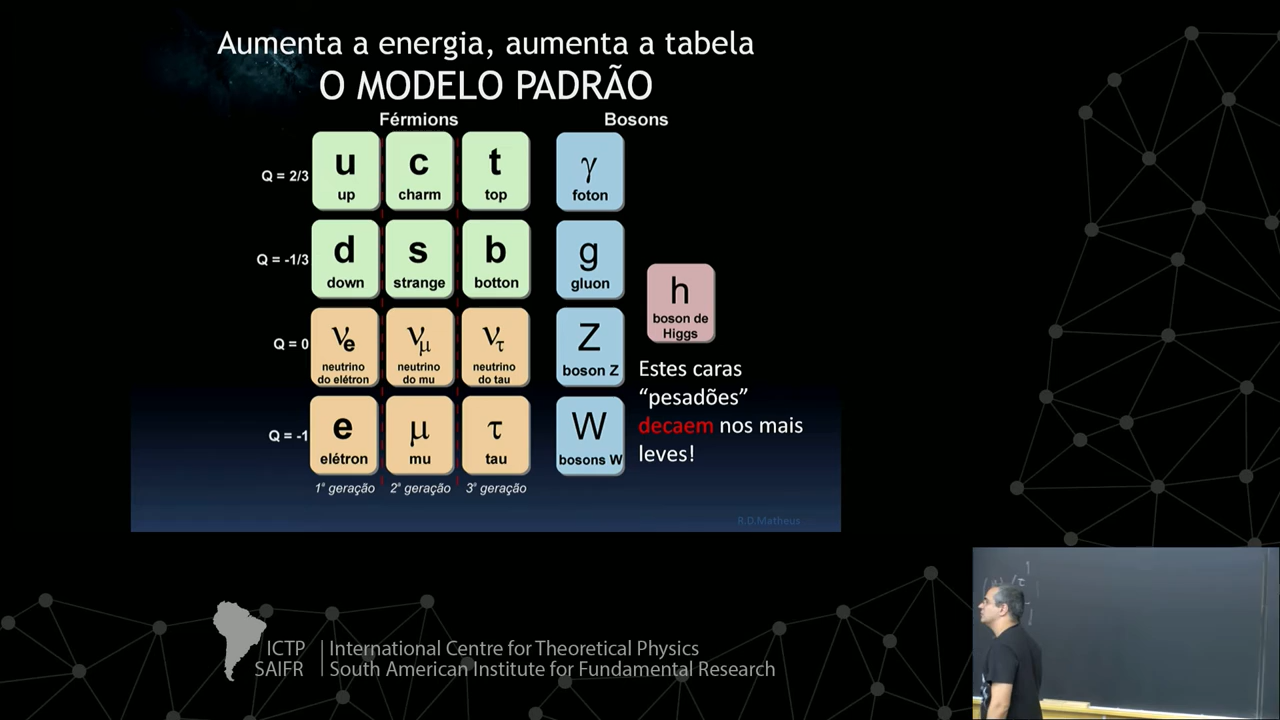 Aumenta a energia, aumenta a tabela
O MODELO PADRÃO
Férmions
Bosons
Q = 2/3
u
up
c
charm
t
top
γ
foton
Q = -1/3
d
down
s
strange
b
botton
g
gluon
h
boson de
Higgs
Q = 0
νe
neutrino
do elétron
νμ
neutrino
do mu
ντ
neutrino
do tau
Z
boson Z
Estes caras
“pesadões”
decaem nos mais
leves!
Q = -1
e
elétron
μ
mu
τ
tau
W
bosons W
1ª geração
2ª geração
3ª geração
R.D.Matheus
ICTP
SAIFR
International Centre for Theoretical Physics
South American Institute for Fundamental Research